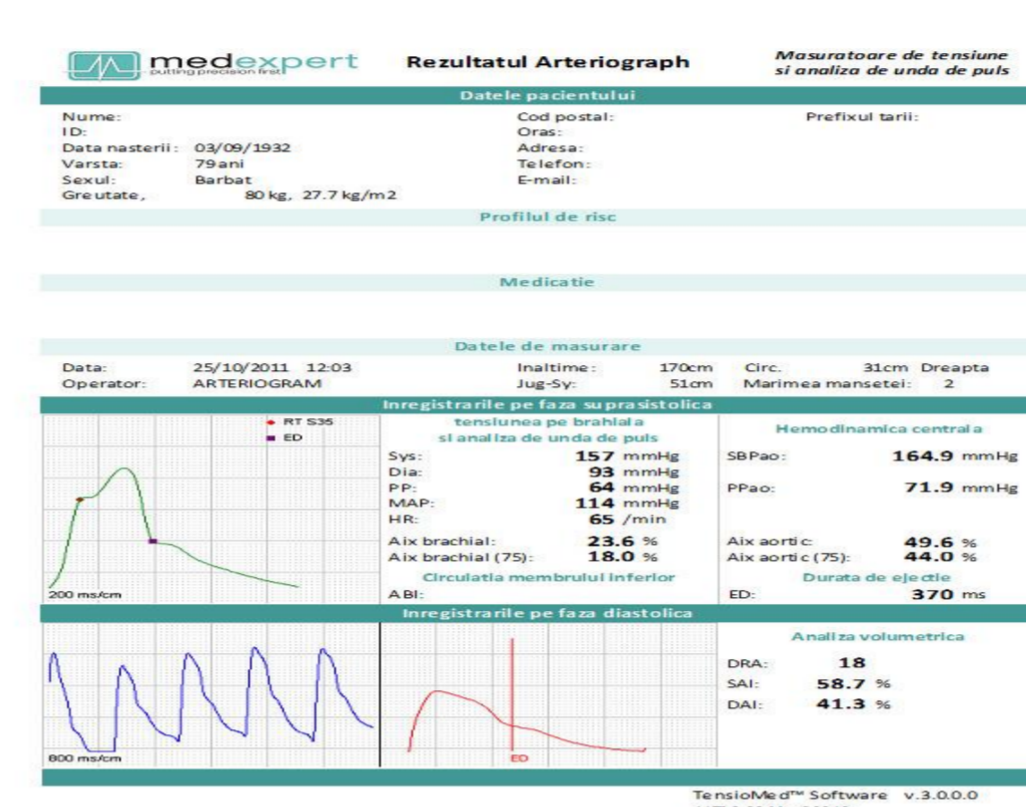 medexpert
putting precision first
Rezultatul Arteriograph
Masuratoare de tensiune
si analiza de unda de puls
Datele pacientului
Nume:
ID:
Data nasterii: 03/09/1932
Varsta: 79 ani
Sexul: Barbat
Greutate, 80 kg, 27.7 kg/m2
Cod postal:
Oras:
Adresa:
Telefon:
E-mail:
Prefixul tarii:
Profilul de risc
Medicatie
Datele de masurare
Data: 25/10/2011 12:03 Inaltime: 170cm Circ. 31cm Dreapta
Operator: ARTERIOGRAM Jug-Sy: 51cm Marimea mansetei: 2
Inregistrarile pe faza suprasistolica
RT S35
ED
200 ms/cm
tensiunea pe brahiala
si analiza de unda de puls
Sys: 157 mmHg
Dia: 93 mmHg
PP: 64 mmHg
MAP: 114 mmHg
HR: 65 /min
Aix brachial: 23.6 %
Aix brachial (75): 18.0 %
Circulatia membrului inferior
ABI:
Hemodinamica centrala
SBPao: 164.9 mmHg
PPao: 71.9 mmHg
Aix aortic: 49.6 %
Aix aortic (75): 44.0 %
Durata de ejectie
ED: 370 ms
Inregistrarile pe faza diastolica
800 ms/cm
ED
Analiza volumetrica
DRA: 18
SAI: 58.7 %
DAI: 41.3 %
TensioMed™ Software v.3.0.0.0